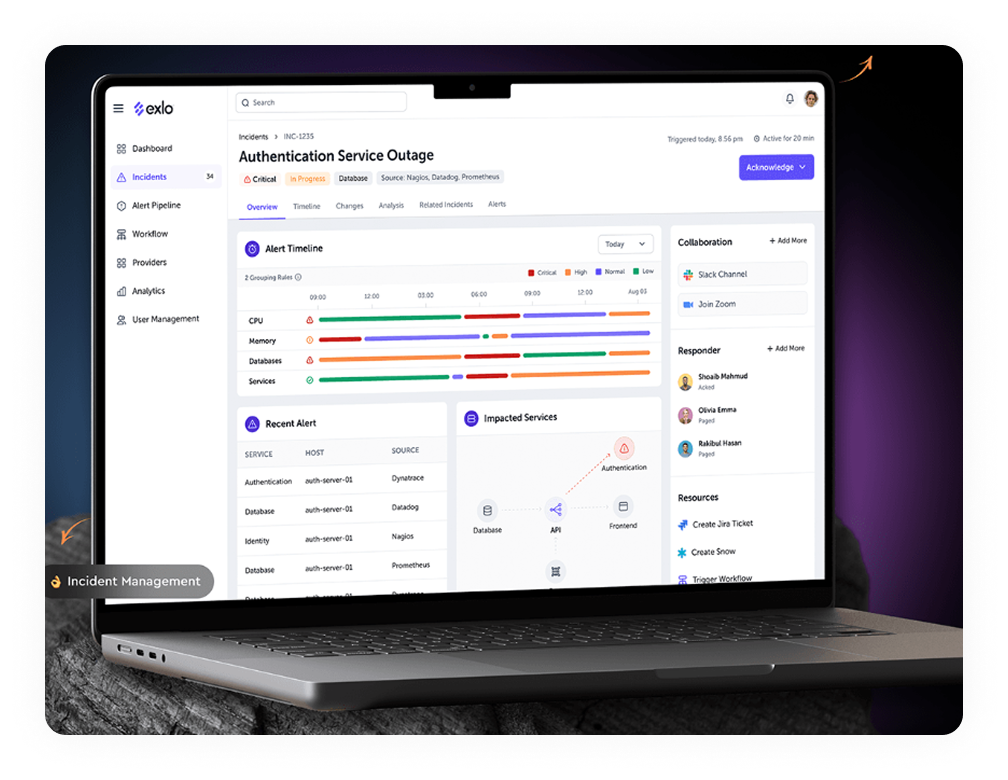 exlo
Search
Dashboard
Incidents 34
Alert Pipeline
Workflow
Providers
Analytics
User Management
Incidents > INC-1235
Authentication Service Outage
Triggered today, 8:56 pm Active for 20 min
Acknowledge
Critical In Progress Database Source: Nagios, Datadog, Prometheus
Overview Timeline Changes Analysis Related Incidents Alerts
Alert Timeline
Today
2 Grouping Rules
Critical High Normal Low
09:00 12:00 03:00 06:00 09:00 12:00 Aug 03
CPU
Memory
Databases
Services
Recent Alert
SERVICE HOST SOURCE
Authentication auth-server-01 Dynatrace
Database auth-server-01 Datadog
Identity auth-server-01 Nagios
Database auth-server-01 Prometheus
Impacted Services
Authentication
Database
API
Frontend
Collaboration + Add More
Slack Channel
Join Zoom
Responder + Add More
Shoaib Mahmud
Acked
Olivia Emma
Paged
Rakibul Hasan
Paged
Resources
Create Jira Ticket
Create Snow
Trigger Workflow
Incident Management